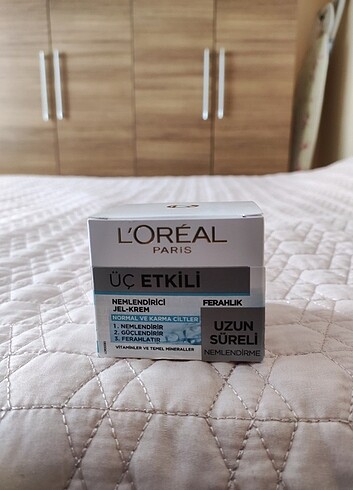 L'ORÉAL
PARIS
ÜÇ ETKİLİ
NEMLENDİRİCİ
JEL-KREM
NORMAL VE KARMA CİLTLER
1. NEMLENDİRİR
2. GÜÇLENDİRİR
3. FERAHLATIR
VİTAMİNLER VE TEMEL MİNERALLER
FERAHLIK
UZUN
SÜRELİ
NEMLENDİRME